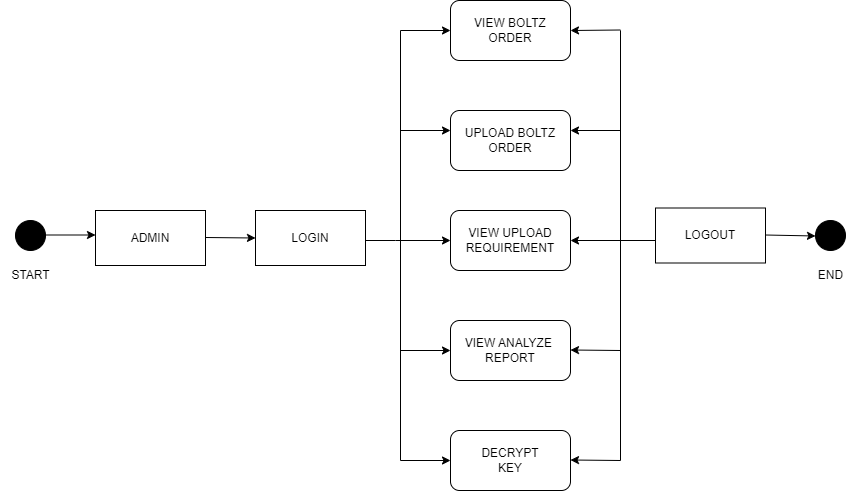 VIEW BOLTZ
ORDER
UPLOAD BOLTZ
ORDER
START
ADMIN
LOGIN
VIEW UPLOAD
REQUIREMENT
LOGOUT
END
VIEW ANALYZE
REPORT
DECRYPT
KEY